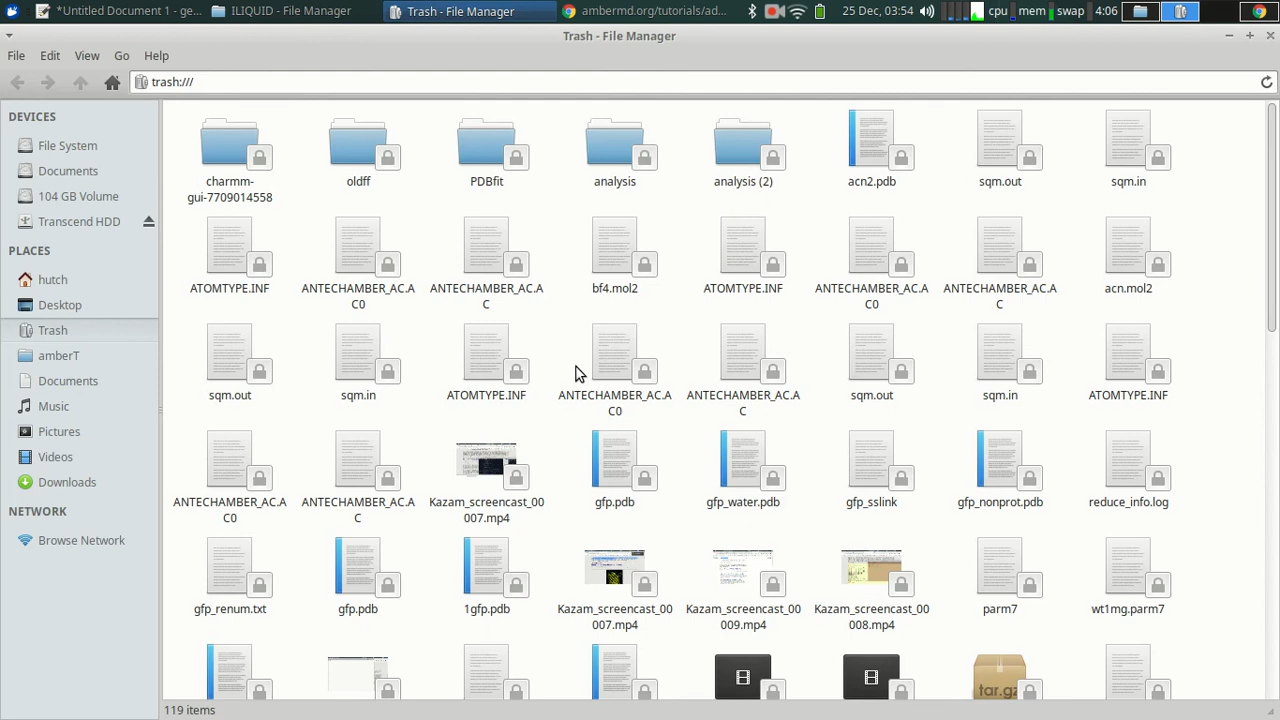 *Untitled Document 1 - ge...
*ILIQUID - File Manager
Trash - File Manager
ambermd.org/tutorials/ad...
25 Dec, 03:54
cpu
mem
swap
4:06
Trash - File Manager
File
Edit
View
Go
Help
trash:///
DEVICES
File System
Documents
104 GB Volume
Transcend HDD
PLACES
hutch
Desktop
Trash
amberT
Documents
Music
Pictures
Videos
Downloads
NETWORK
Browse Network
charmm-
gui-7709014558
oldff
PDBfit
analysis
analysis (2)
acn2.pdb
sqm.out
sqm.in
ATOMTYPE.INF
ANTECHAMBER_AC.A
C0
ANTECHAMBER_AC.A
C
bf4.mol2
ATOMTYPE.INF
ANTECHAMBER_AC.A
C0
ANTECHAMBER_AC.A
C
acn.mol2
sqm.out
sqm.in
ATOMTYPE.INF
ANTECHAMBER_AC.A
C0
ANTECHAMBER_AC.A
C
sqm.out
sqm.in
ATOMTYPE.INF
ANTECHAMBER_AC.A
C0
ANTECHAMBER_AC.A
C
Kazam_screencast_00
007.mp4
gfp.pdb
gfp_water.pdb
gfp_sslink
gfp_nonprot.pdb
reduce_info.log
gfp_renum.txt
gfp.pdb
1gfp.pdb
Kazam_screencast_00
007.mp4
Kazam_screencast_00
009.mp4
Kazam_screencast_00
008.mp4
parm7
wt1mg.parm7
tar.gz
119 items